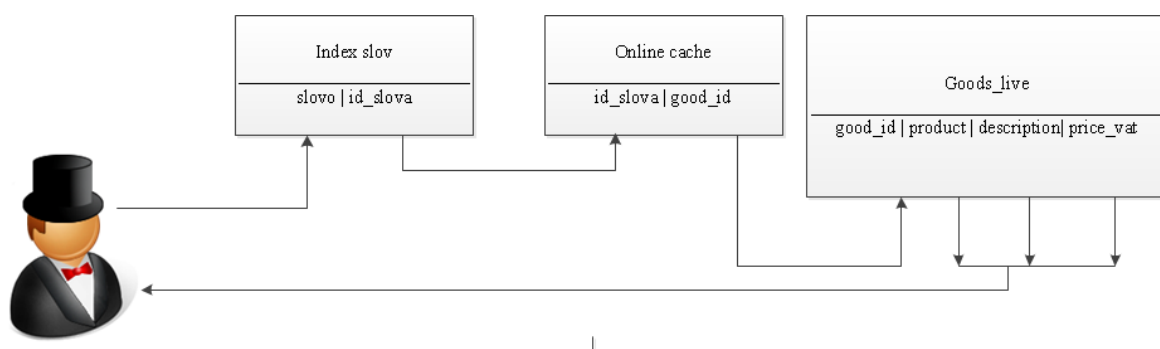 Index slov
slovo | id_slova
Online cache
id_slova | good_id
Goods_live
good_id | product | description| price_vat